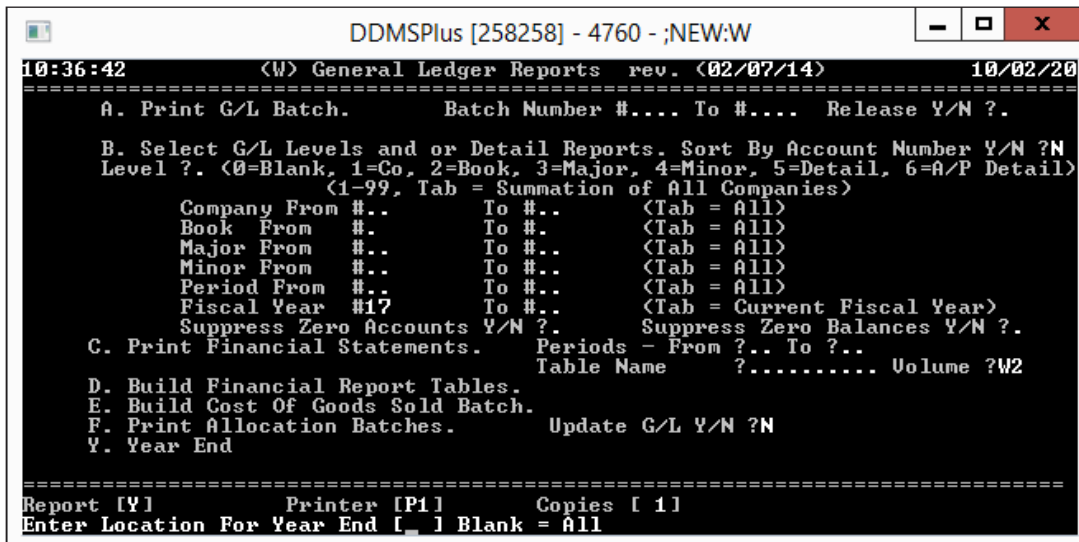 DDMSPlus [258258] - 4760 - ;NEW:W
10:36:42 (W) General Ledger Reports rev. (02/07/14) 10/02/20
================================================================================
A. Print G/L Batch. Batch Number #.... To #.... Release Y/N ?.
B. Select G/L Levels and or Detail Reports. Sort By Account Number Y/N ?N
Level ?. (0=Blank, 1=Co, 2=Book, 3=Major, 4=Minor, 5=Detail, 6=A/P Detail)
(1-99, Tab = Summation of All Companies)
Company From #.. To #.. (Tab = All)
Book From #. To #. (Tab = All)
Major From #.. To #.. (Tab = All)
Minor From #.. To #.. (Tab = All)
Period From #.. To #.. (Tab = All)
Fiscal Year #17 To #.. (Tab = Current Fiscal Year)
Suppress Zero Accounts Y/N ?. Suppress Zero Balances Y/N ?.
C. Print Financial Statements. Periods - From ?.. To ?..
Table Name ?.......... Volume ?W2
D. Build Financial Report Tables.
E. Build Cost Of Goods Sold Batch.
F. Print Allocation Batches. Update G/L Y/N ?N
Y. Year End
===============================================================================
Report [Y] Printer [P1] Copies [ 1]
Enter Location For Year End [_ ] Blank = All